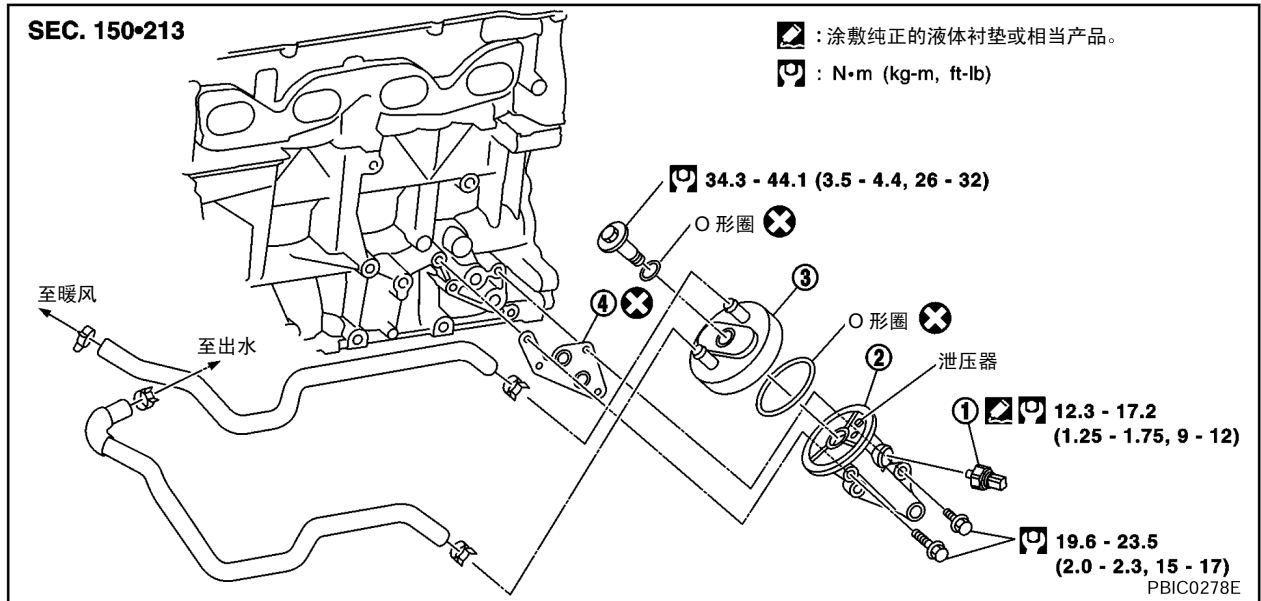 SEC. 150•213
: 涂敷纯正的液体衬垫或相当产品。
: N•m (kg-m, ft-lb)
34.3 - 44.1 (3.5 - 4.4, 26 - 32)
O 形圈
③
④
至暖风
O 形圈
②
至出水
泄压器
① 12.3 - 17.2
(1.25 - 1.75, 9 - 12)
19.6 - 23.5
(2.0 - 2.3, 15 - 17)
PBIC0278E